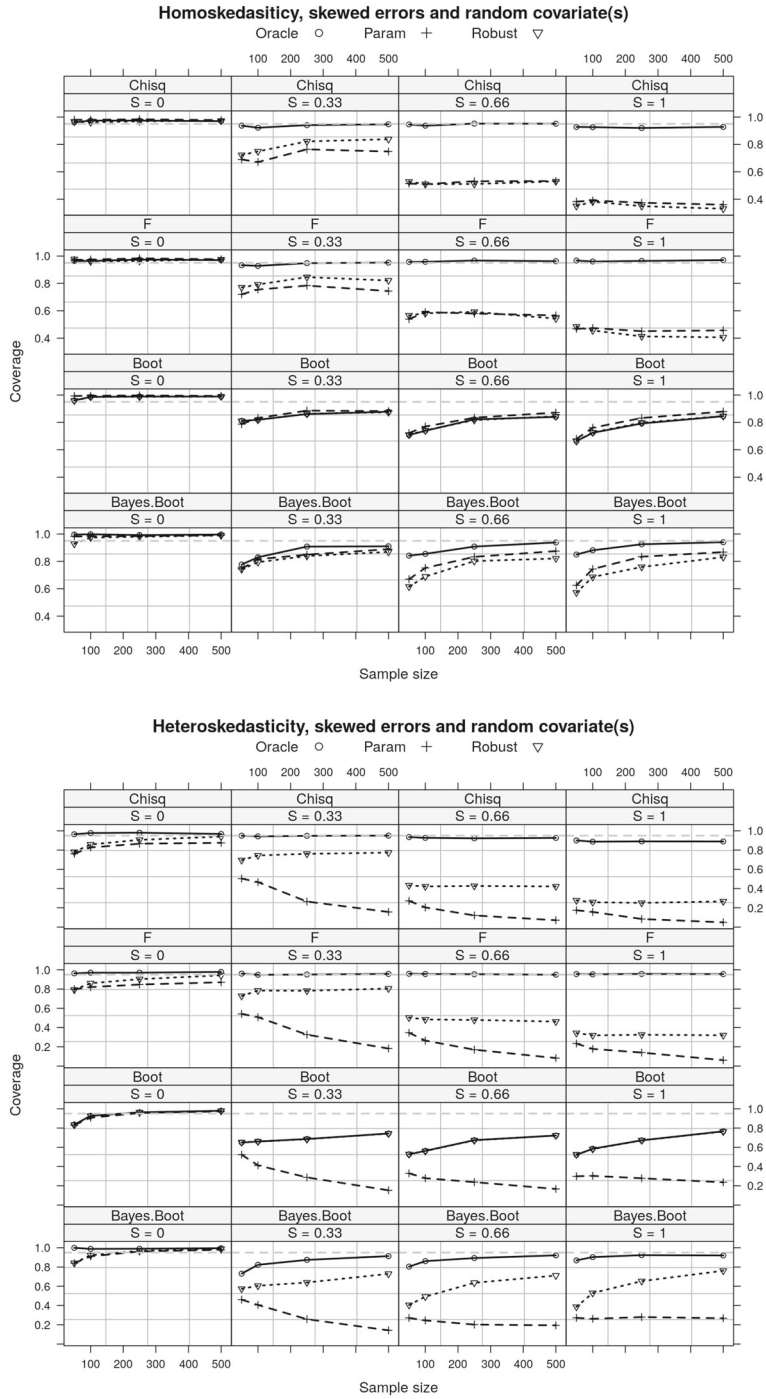 Homoskedasiticy, skewed errors and random covariate(s)
Oracle Param Robust
100 200 300 400 500 100 200 300 400 500
Chisq Chisq Chisq Chisq
S = 0 S = 0.33 S = 0.66 S = 1
1.0
0.8
0.6
0.4
F F F F
S = 0 S = 0.33 S = 0.66 S = 1
1.0
0.8
0.6
0.4
Coverage
Boot Boot Boot Boot
S = 0 S = 0.33 S = 0.66 S = 1
1.0
0.8
0.6
0.4
Bayes.Boot Bayes.Boot Bayes.Boot Bayes.Boot
S = 0 S = 0.33 S = 0.66 S = 1
1.0
0.8
0.6
0.4
100 200 300 400 500 100 200 300 400 500
Sample size
Heteroskedasticity, skewed errors and random covariate(s)
Oracle Param Robust
100 200 300 400 500 100 200 300 400 500
Chisq Chisq Chisq Chisq
S = 0 S = 0.33 S = 0.66 S = 1
1.0
0.8
0.6
0.4
0.2
F F F F
S = 0 S = 0.33 S = 0.66 S = 1
1.0
0.8
0.6
0.4
0.2
Coverage
Boot Boot Boot Boot
S = 0 S = 0.33 S = 0.66 S = 1
1.0
0.8
0.6
0.4
0.2
Bayes.Boot Bayes.Boot Bayes.Boot Bayes.Boot
S = 0 S = 0.33 S = 0.66 S = 1
1.0
0.8
0.6
0.4
0.2
100 200 300 400 500 100 200 300 400 500
Sample size